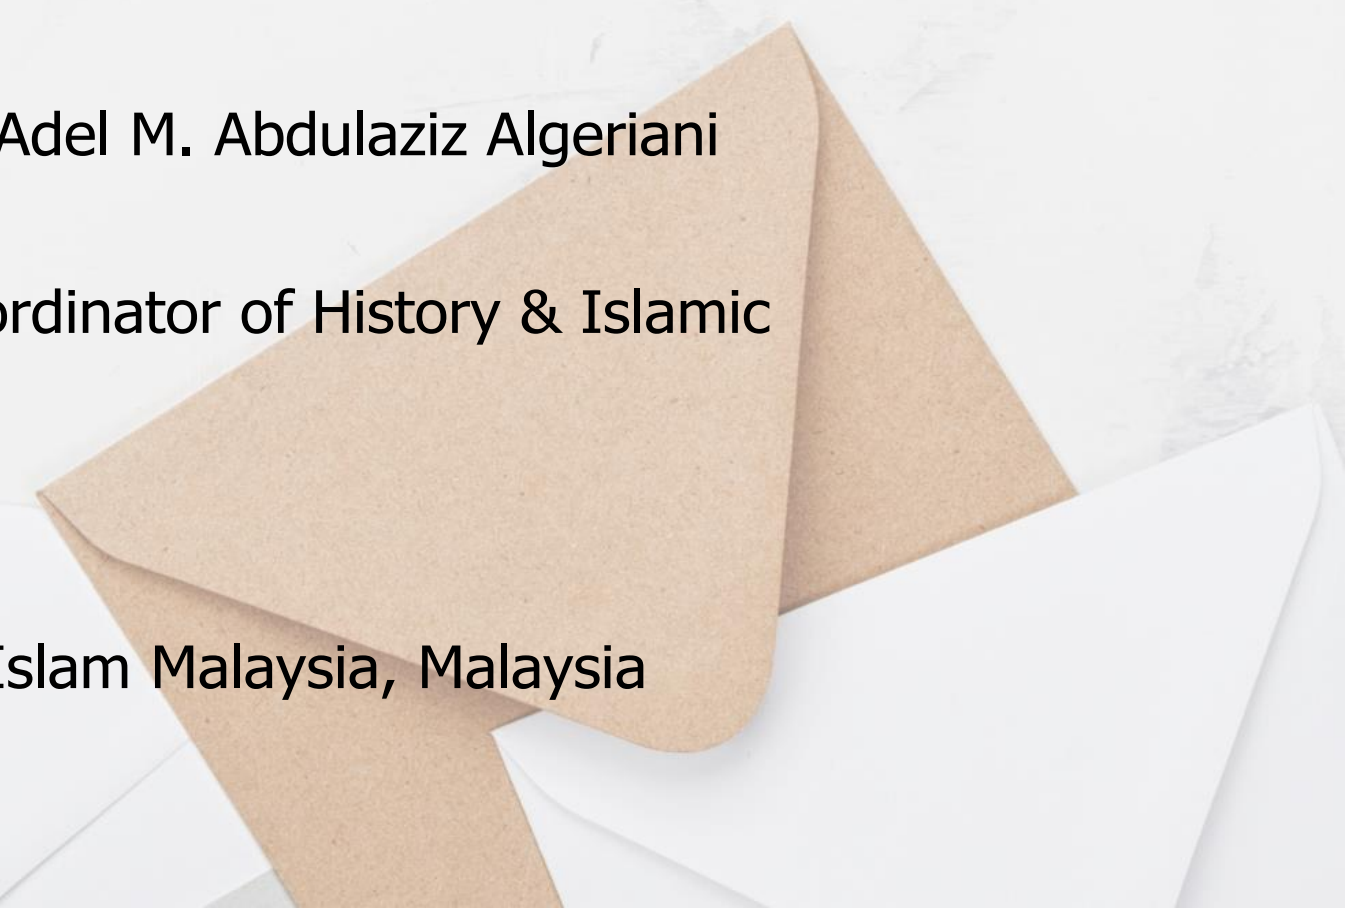 Adel M. Abdulaziz Algeriani
ordinator of History & Islamic
Islam Malaysia, Malaysia